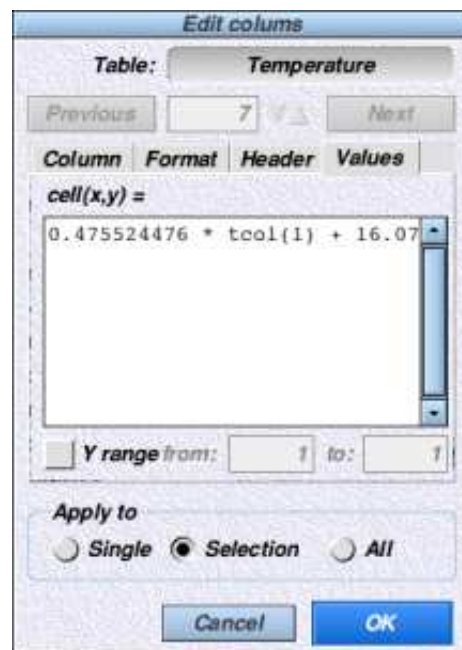 Edit colums
Table: Temperature
Previous 7 Next
Column Format Header Values
cell(x,y) =
0.475524476 * tcol(1) + 16.07
Y range from: 1 to: 1
Apply to
Single Selection All
Cancel OK